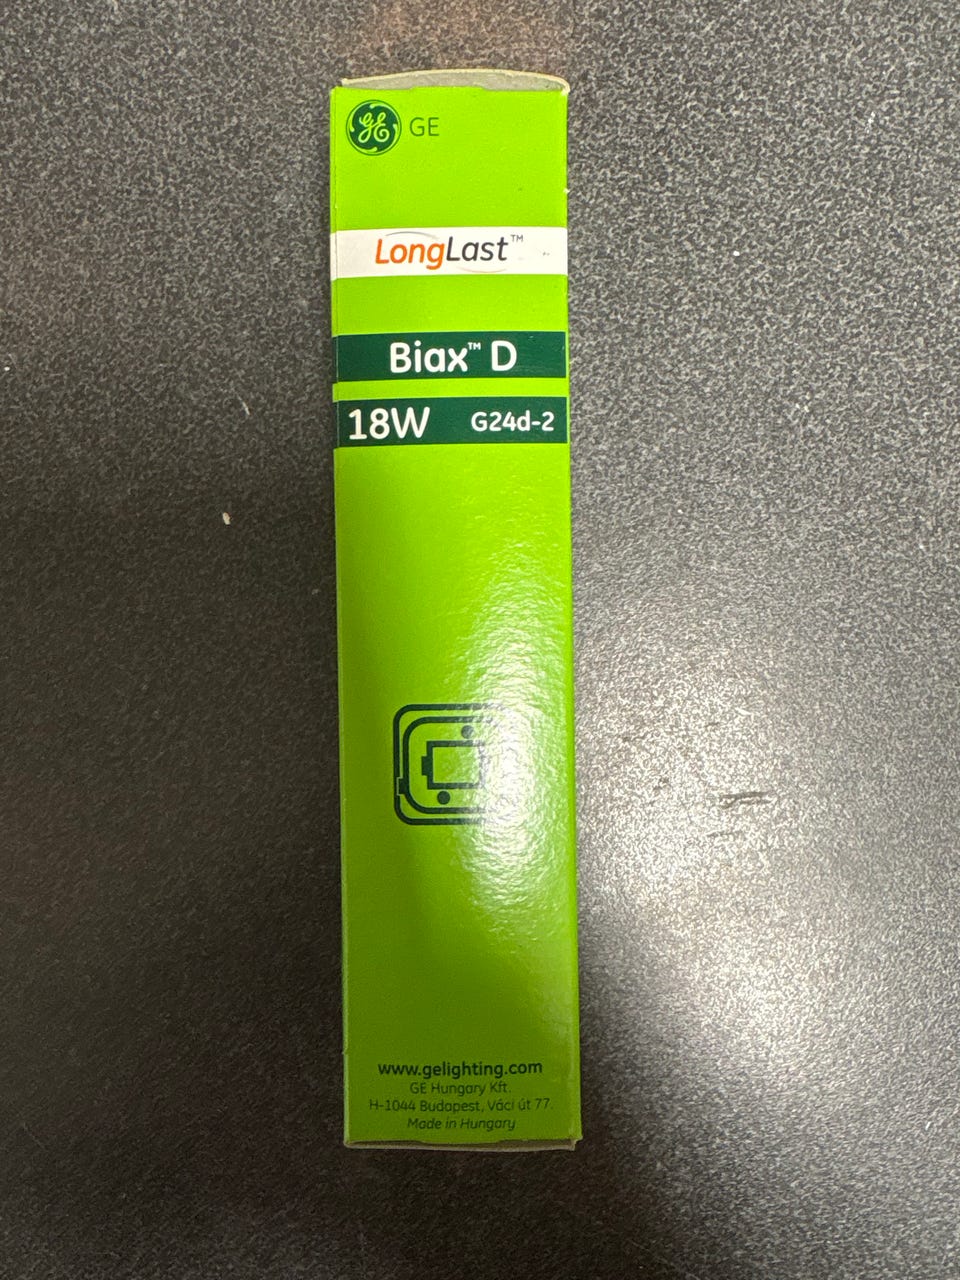 GE GE
LongLast™
Biax™ D
18W G24d-2
www.gelighting.com
GE Hungary Kft.
H-1044 Budapest, Váci út 77.
Made in Hungary